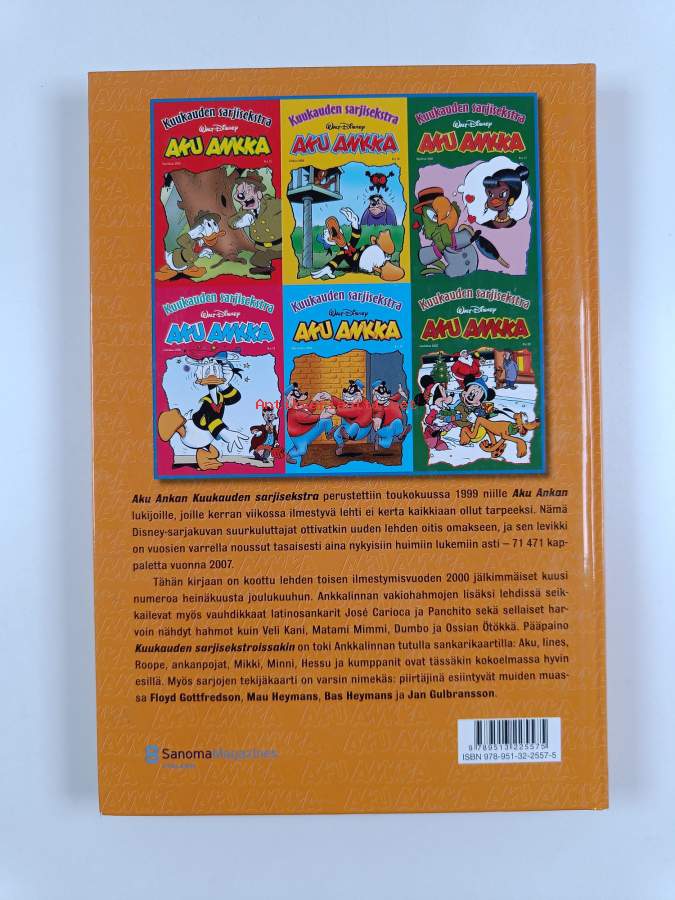 Kuukauden sarjisekstra
WALT DISNEY
AKU ANKKA
Kuukauden sarjisekstra
WALT DISNEY
AKU ANKKA
Kuukauden sarjisekstra
WALT DISNEY
AKU ANKKA
Kuukauden sarjisekstra
WALT DISNEY
AKU ANKKA
Kuukauden sarjisekstra
WALT DISNEY
AKU ANKKA
Kuukauden sarjisekstra
WALT DISNEY
AKU ANKKA
Aku Ankan Kuukauden sarjisekstra perustettiin toukokuussa 1999 niille Aku Ankan
lukijoille, joille kerran viikossa ilmestyvä lehti ei kerta kaikkiaan ollut tarpeeksi. Nämä
Disney-sarjakuvan suurkuluttajat ottivatkin uuden lehden oitis omakseen, ja sen levikki
on vuosien varrella noussut tasaisesti aina nykyisiin huimiin lukemiin asti – 71 471 kap-
paletta vuonna 2007.
Tähän kirjaan on koottu lehden toisen ilmestymisvuoden 2000 jälkimmäiset kuusi
numeroa heinäkuusta joulukuuhun. Ankkalinnan vakiohahmojen lisäksi lehdissä seik-
kailevat myös vauhdikkaat latinosankarit José Carioca ja Panchito sekä sellaiset har-
voin nähdyt hahmot kuin Veli Kani, Matami Mimmi, Dumbo ja Ossian Ötökkä. Pääpaino
Kuukauden sarjisekstroissakin on toki Ankkalinnan tutulla sankarikaartilla: Aku, Iines,
Roope, ankanpojat, Mikki, Minni, Hessu ja kumppanit ovat tässäkin kokoelmassa hyvin
esillä. Myös sarjojen tekijäkaarti on varsin nimekäs: piirtäjinä esiintyvät muiden muas-
sa Floyd Gottfredson, Mau Heymans, Bas Heymans ja Jan Gulbransson.
SanomaMagazines
9 789513 225575
ISBN 978-951-32-2557-5